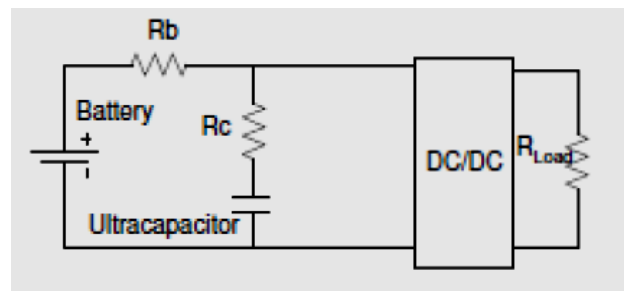 Rb
Battery
+
Rc
DC/DC
RLoad
Ultracapacitor